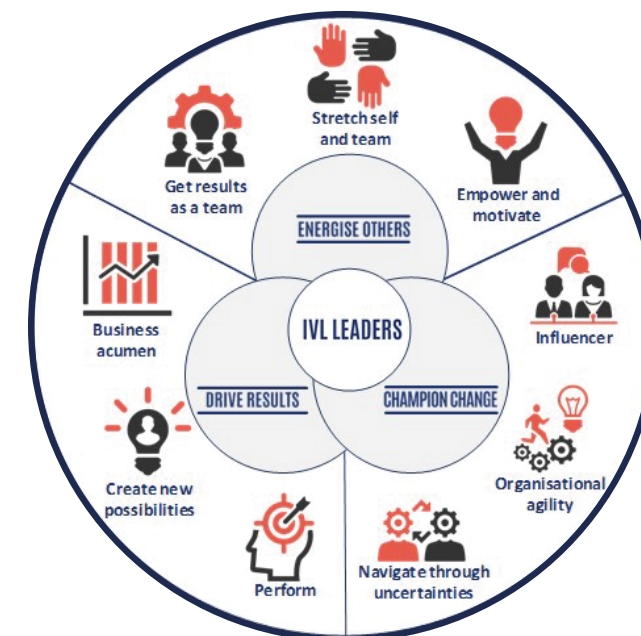 Stretch self
and team
Get results
as a team
Empower and
motivate
ENERGISE OTHERS
Business
acumen
IVL LEADERS
Influencer
DRIVE RESULTS
CHAMPION CHANGE
Create new
possibilities
Organisational
agility
Perform
Navigate through
uncertainties